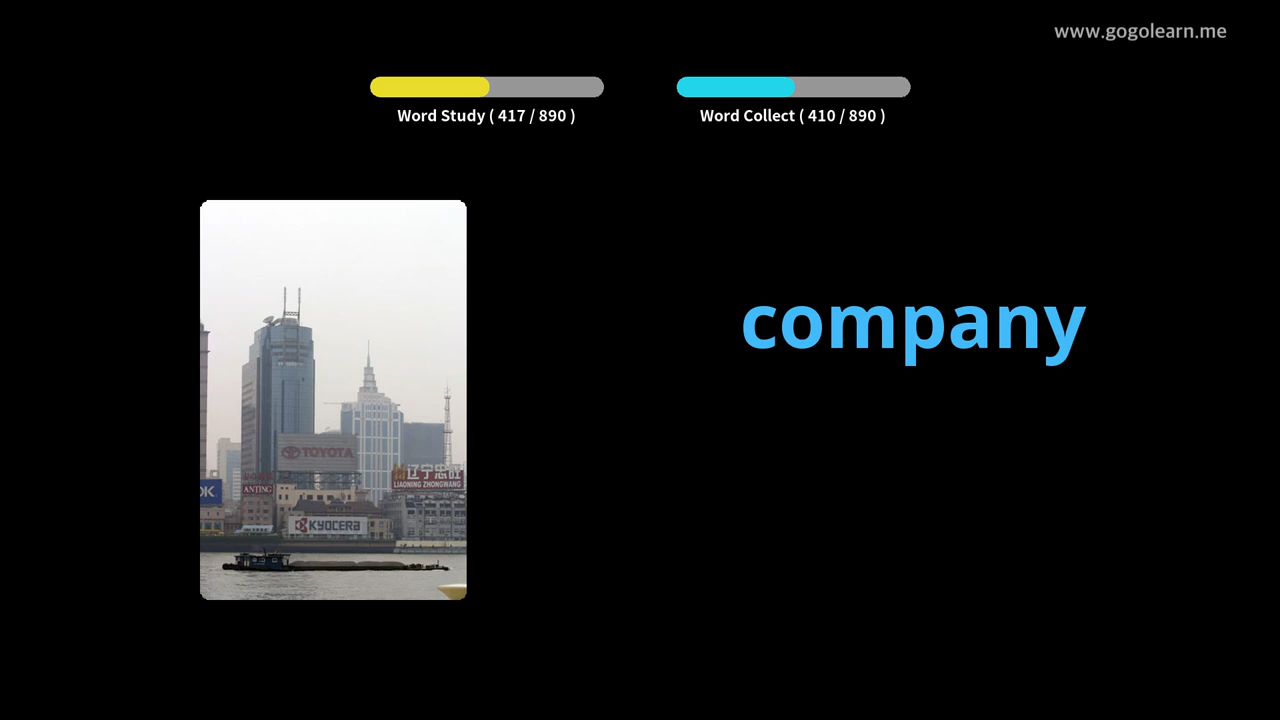 www.gogolearn.me
Word Study ( 417 / 890 )
Word Collect ( 410 / 890 )
company
TOYOTA
辽宁忠旺
LIAONING ZHONGWANG
ANTING
OK
KYOCERA